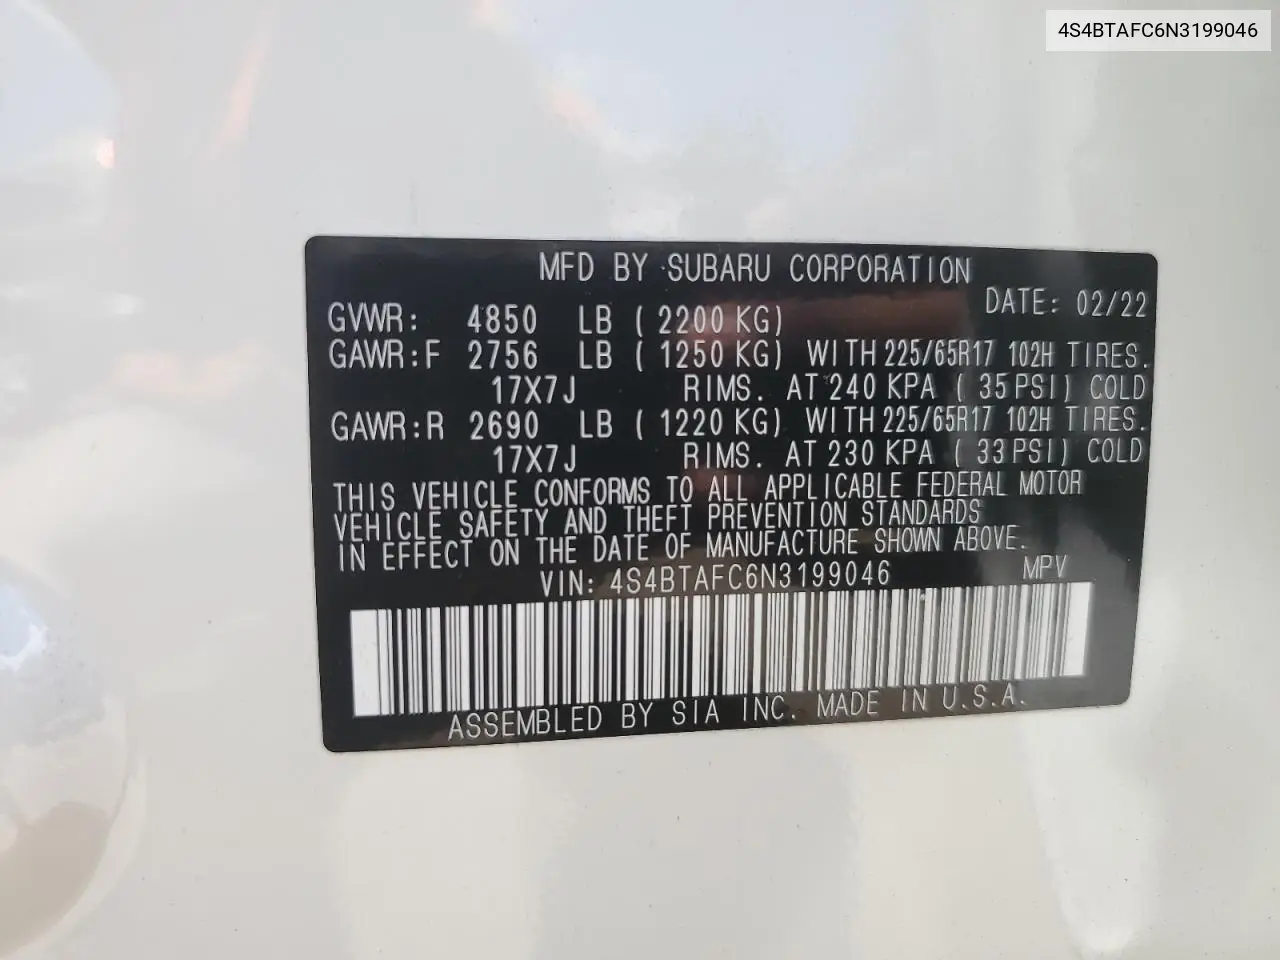 4S4BTAFC6N3199046
MFD BY SUBARU CORPORATION
DATE: 02/22
GVWR: 4850 LB ( 2200 KG)
GAWR:F 2756 LB ( 1250 KG) WITH 225/65R17 102H TIRES.
17X7J RIMS. AT 240 KPA ( 35 PSI) COLD
GAWR:R 2690 LB ( 1220 KG) WITH 225/65R17 102H TIRES.
17X7J RIMS. AT 230 KPA ( 33 PSI) COLD
THIS VEHICLE CONFORMS TO ALL APPLICABLE FEDERAL MOTOR
VEHICLE SAFETY AND THEFT PREVENTION STANDARDS
IN EFFECT ON THE DATE OF MANUFACTURE SHOWN ABOVE.
VIN: 4S4BTAFC6N3199046 MPV
ASSEMBLED BY SIA INC. MADE IN U.S.A.